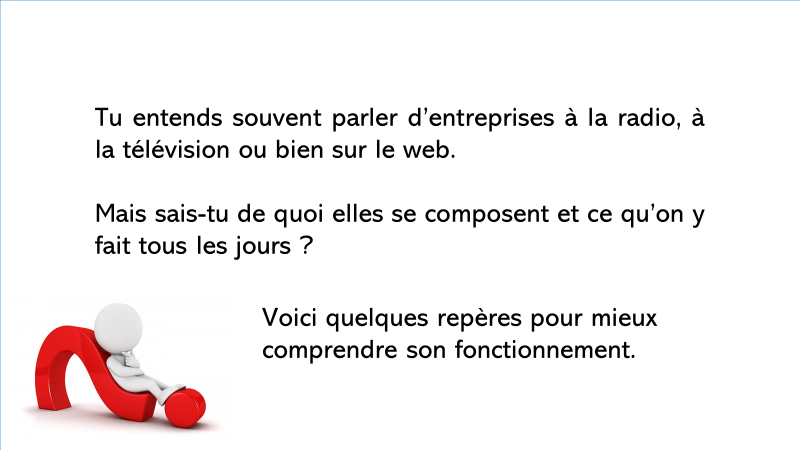 Tu entends souvent parler d’entreprises à la radio, à
la télévision ou bien sur le web.
Mais sais-tu de quoi elles se composent et ce qu’on y
fait tous les jours ?
Voici quelques repères pour mieux
comprendre son fonctionnement.